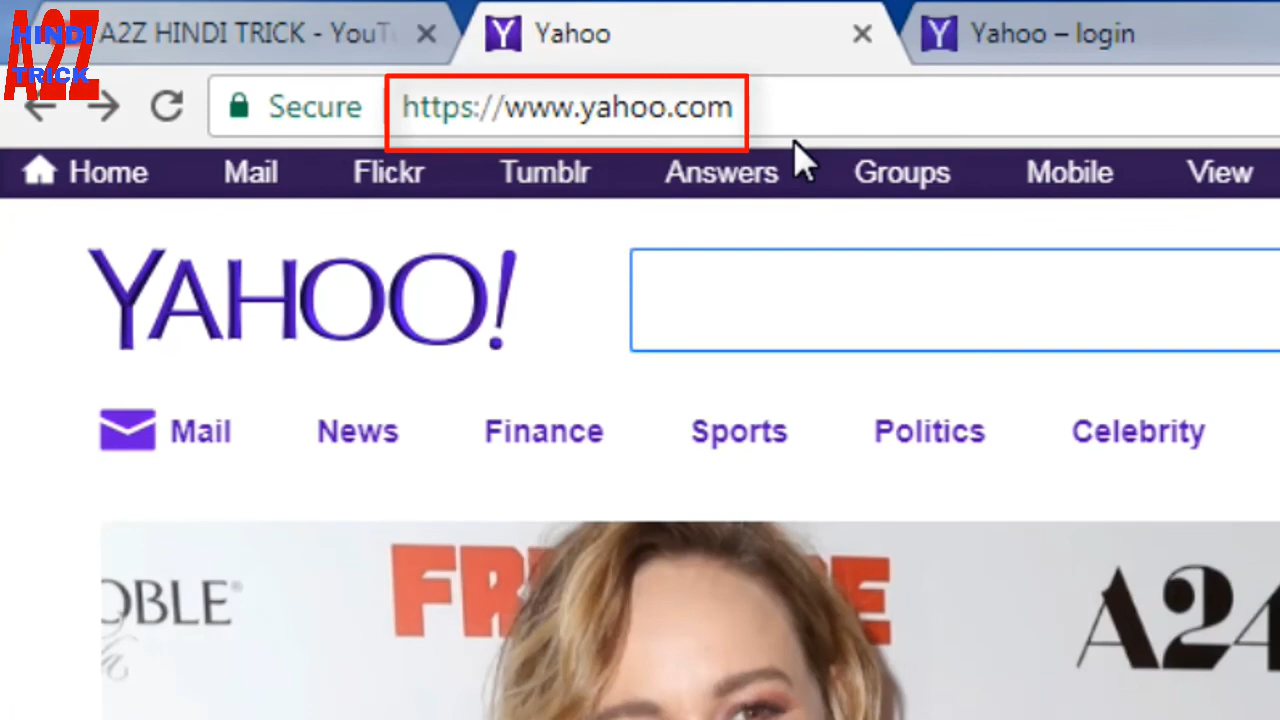 A2Z HINDI TRICK - YouT
Yahoo
Yahoo – login
A2Z
HINDI
TRICK
Secure
https://www.yahoo.com
Home Mail Flickr Tumblr Answers Groups Mobile View
YAHOO!
Mail News Finance Sports Politics Celebrity
OBLE®
FR E
A24